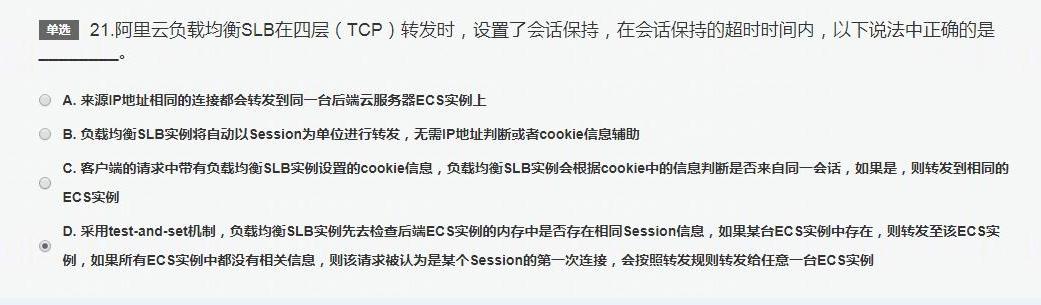 单选 21.阿里云负载均衡SLB在四层（TCP）转发时，设置了会话保持，在会话保持的超时时间内，以下说法中正确的是
________。
A. 来源IP地址相同的连接都会转发到同一台后端云服务器ECS实例上
B. 负载均衡SLB实例将自动以Session为单位进行转发，无需IP地址判断或者cookie信息辅助
C. 客户端的请求中带有负载均衡SLB实例设置的cookie信息，负载均衡SLB实例会根据cookie中的信息判断是否来自同一会话，如果是，则转发到相同的
ECS实例
D. 采用test-and-set机制，负载均衡SLB实例先去检查后端ECS实例的内存中是否存在相同Session信息，如果某台ECS实例中存在，则转发至该ECS实
例，如果所有ECS实例中都没有相关信息，则该请求被认为是某个Session的第一次连接，会按照转发规则转发给任意一台ECS实例